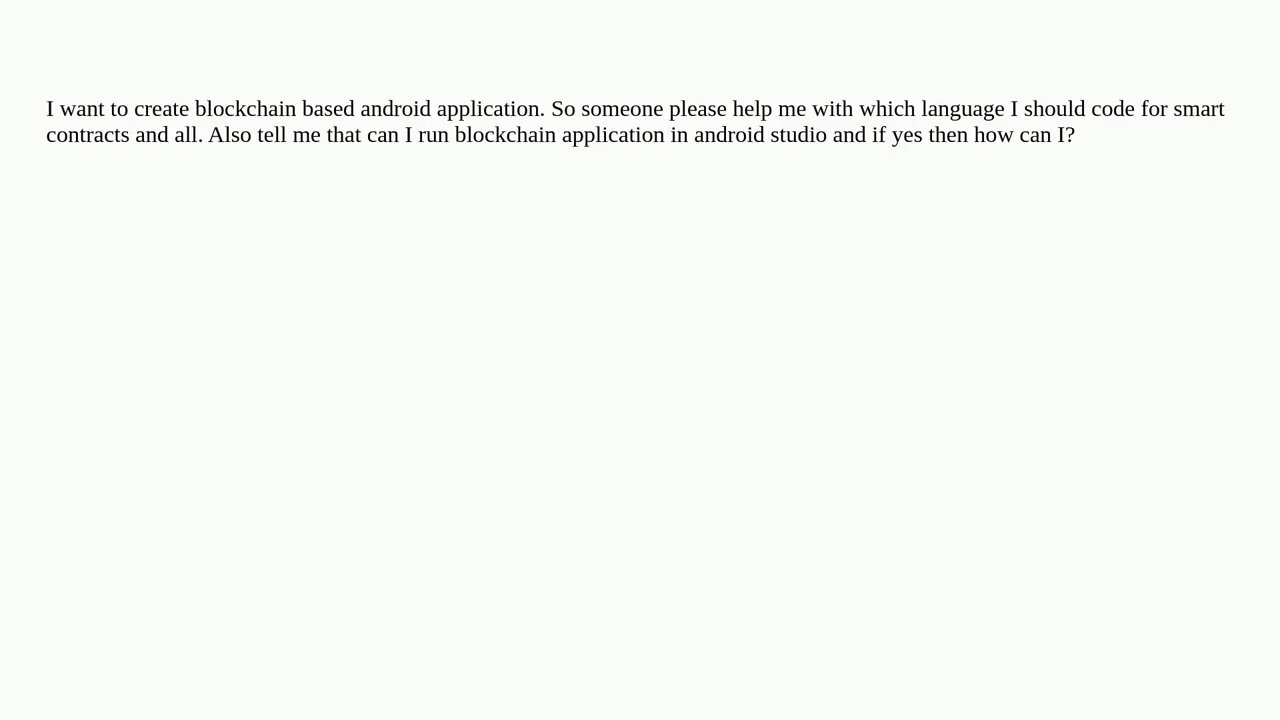 I want to create blockchain based android application. So someone please help me with which language I should code for smart
contracts and all. Also tell me that can I run blockchain application in android studio and if yes then how can I?